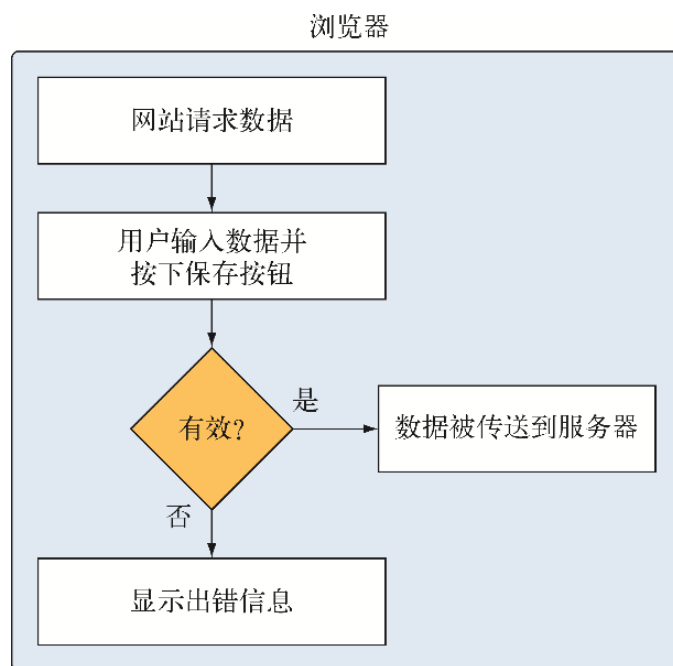 浏览器
网站请求数据
用户输入数据并
按下保存按钮
有效?
是
数据被传送到服务器
否
显示出错信息